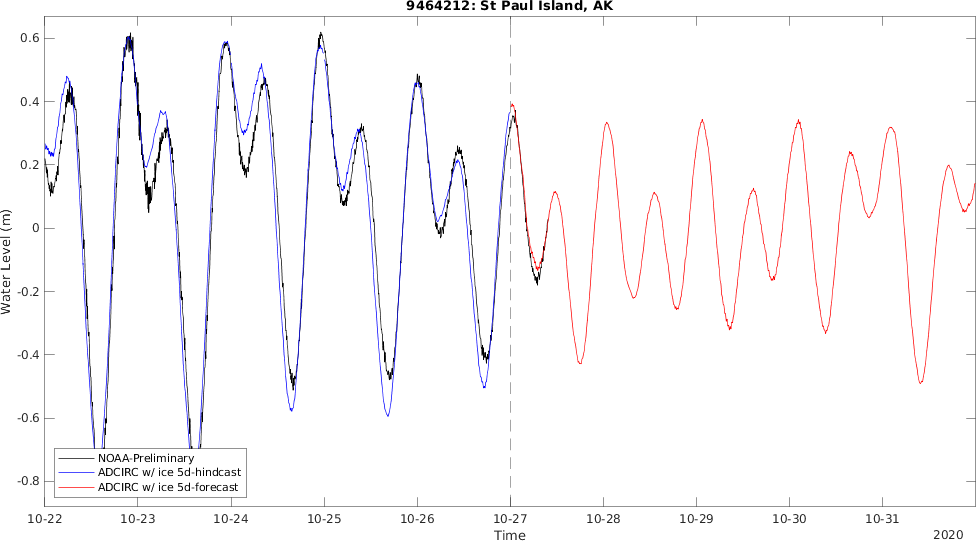 9464212: St Paul Island, AK
Water Level (m)
0.6
0.4
0.2
0
-0.2
-0.4
-0.6
-0.8
NOAA-Preliminary
ADCIRC w/ ice 5d-hindcast
ADCIRC w/ ice 5d-forecast
10-22 10-23 10-24 10-25 10-26 10-27 10-28 10-29 10-30 10-31
Time
2020